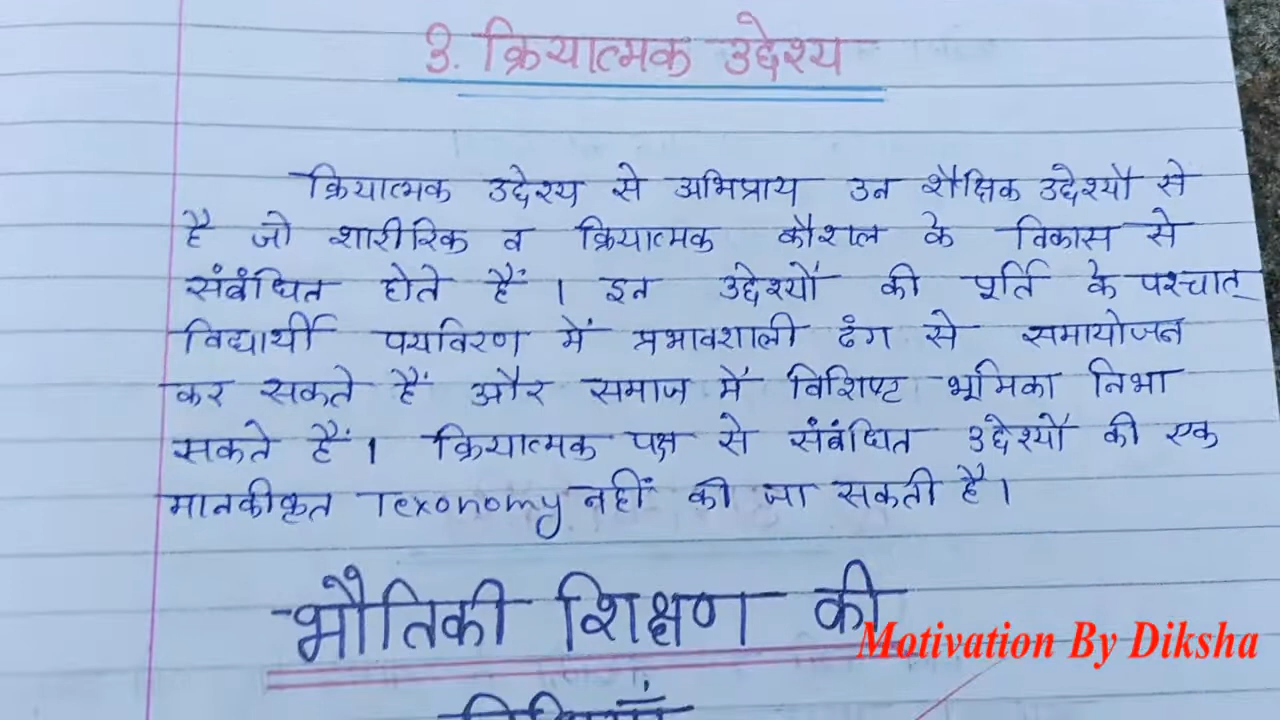 3. क्रियात्मक उद्देश्य
क्रियात्मक उद्देश्य से अभिप्राय उन शैक्षिक उद्देश्यों से
है जो शारीरिक व क्रियात्मक कौशल के विकास से
संबंधित होते हैं। इन उद्देश्यों की पूर्ति के पश्चात्
विद्यार्थी पर्यावरण में प्रभावशाली ढंग से समायोजन
कर सकते हैं और समाज में विशिष्ट भूमिका निभा
सकते हैं। क्रियात्मक पक्ष से संबंधित उद्देश्यों की एक
मानकीकृत Texonomy नहीं की जा सकती है।
भौतिकी शिक्षण की
Motivation By Diksha